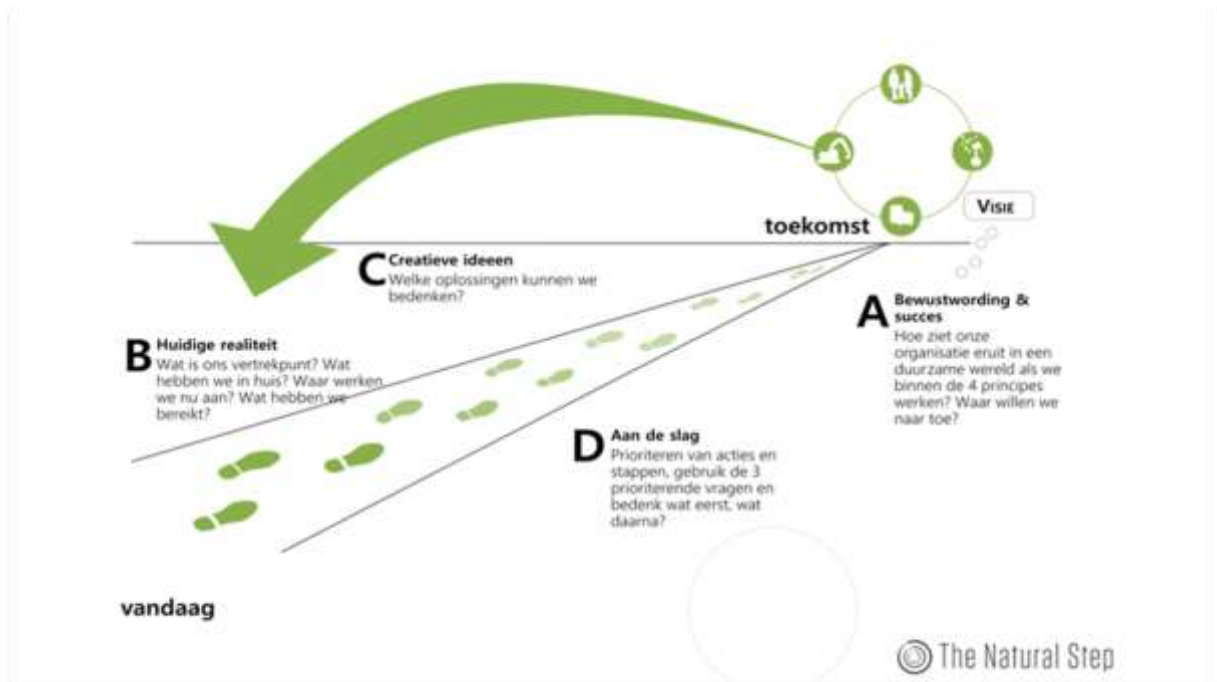 VISIE
toekomst
C Creatieve ideeen
Welke oplossingen kunnen we
bedenken?
A Bewustwording &
succes
Hoe ziet onze
organisatie eruit in een
duurzame wereld als we
binnen de 4 principes
werken? Waar willen we
naar toe?
B Huidige realiteit
Wat is ons vertrekpunt? Wat
hebben we in huis? Waar werken
we nu aan? Wat hebben we
bereikt?
D Aan de slag
Prioriteren van acties en
stappen, gebruik de 3
prioriterende vragen en
bedenk wat eerst, wat
daarna?
vandaag
The Natural Step